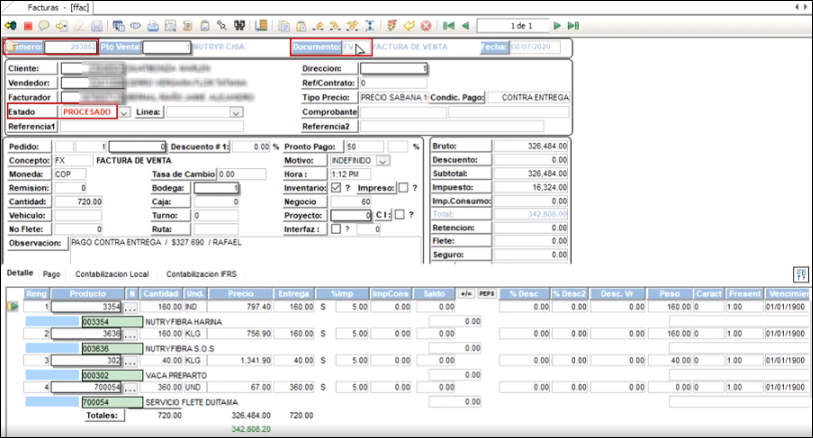 Facturas - [ffac]
1 de 1
Numero: 203852 Pto Venta: 1 NUTRYR CHIA Documento: FV FACTURA DE VENTA Fecha: 08/07/2020
Cliente: Direccion: 1
Vendedor: Ref/Contrato: 0
Facturador Tipo Precio: PRECIO SABANA 1 Condic. Pago: CONTRA ENTREGA
Estado PROCESADO Linea: Comprobante
Referencia1 Referencia2
Pedido: 1 0 Descuento # 1: 0.00 % Pronto Pago: 50 % Bruto: 326,484.00
Concepto: FX FACTURA DE VENTA Motivo: INDEFINIDO Descuento: 0.00
Moneda: COP Tasa de Cambio 0.00 Hora : 1:12 PM Subtotal: 326,484.00
Remision: 0 Bodega: 1 Inventario: ? Impreso: ? Impuesto: 16,324.00
Cantidad: 720.00 Caja: 0 Negocio 60 Imp.Consumo: 0.00
Vehiculo: Turno: 0 Proyecto: 0 C I : ? Total: 342,808.00
No Flete: 0 Ruta: Interfaz : ? 0 Retencion: 0.00
Observacion: PAGO CONTRA ENTREGA / $327.690 / RAFAEL Flete: 0.00
Seguro: 0.00
Detalle Pago Contabilizacion Local Contabilizacion IFRS
Reng Producto N Cantidad Und. Precio Entrega %Imp ImpCons Saldo +/= PEPS % Desc % Desc2 Desc. Vr Peso Caract Present Vencimie
1 3354 ... 160.00 IND 797.40 160.00 S 5.00 0.00 0.00 0.00 0.00 0.00 160.00 0 1.00 01/01/1900
003354 NUTRYFIBRA HARINA 0.00
2 3636 ... 160.00 KLG 756.90 160.00 S 5.00 0.00 0.00 0.00 0.00 0.00 160.00 0 1.00 01/01/1900
003636 NUTRYFIBRA S.O.S 0.00
3 302 ... 40.00 KLG 1,341.90 40.00 S 5.00 0.00 0.00 0.00 0.00 0.00 40.00 0 1.00 01/01/1900
000302 VACA PREPARTO 0.00
4 700054 ... 360.00 UND 67.00 360.00 S 5.00 0.00 0.00 0.00 0.00 0.00 0.00 0 1.00 01/01/1900
700054 SERVICIO FLETE DUITAMA 0.00
Totales: 720.00 326,484.00 720.00
342,808.20